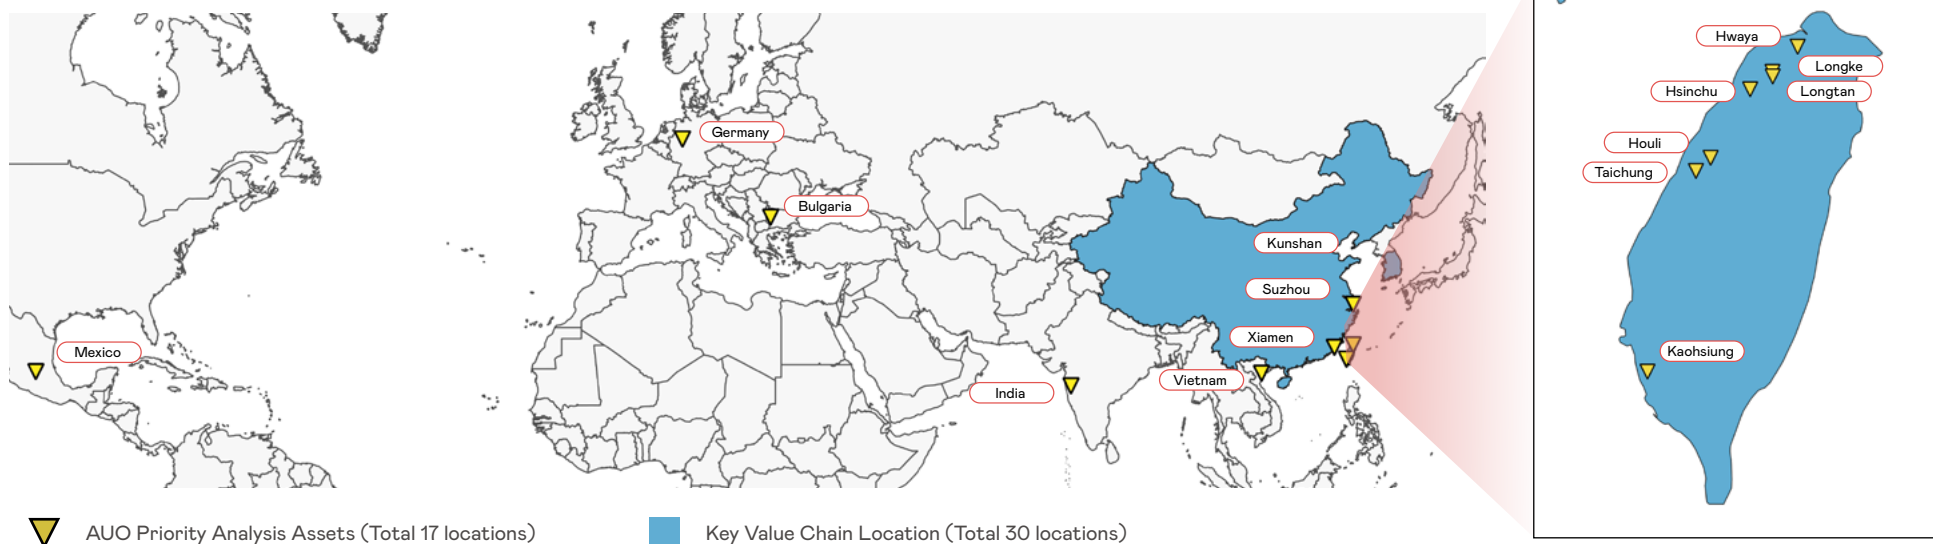 Germany
Bulgaria
Kunshan
Suzhou
Xiamen
Mexico
Vietnam
India
Hwaya
Longke
Hsinchu
Longtan
Houli
Taichung
Kaohsiung
AUO Priority Analysis Assets (Total 17 locations)
Key Value Chain Location (Total 30 locations)